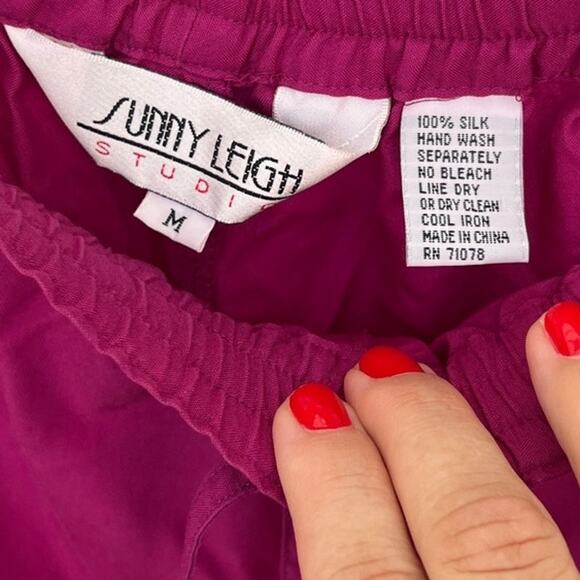 SUNNY LEIGH
STUDI
M
100% SILK
HAND WASH
SEPARATELY
NO BLEACH
LINE DRY
OR DRY CLEAN
COOL IRON
MADE IN CHINA
RN 71078